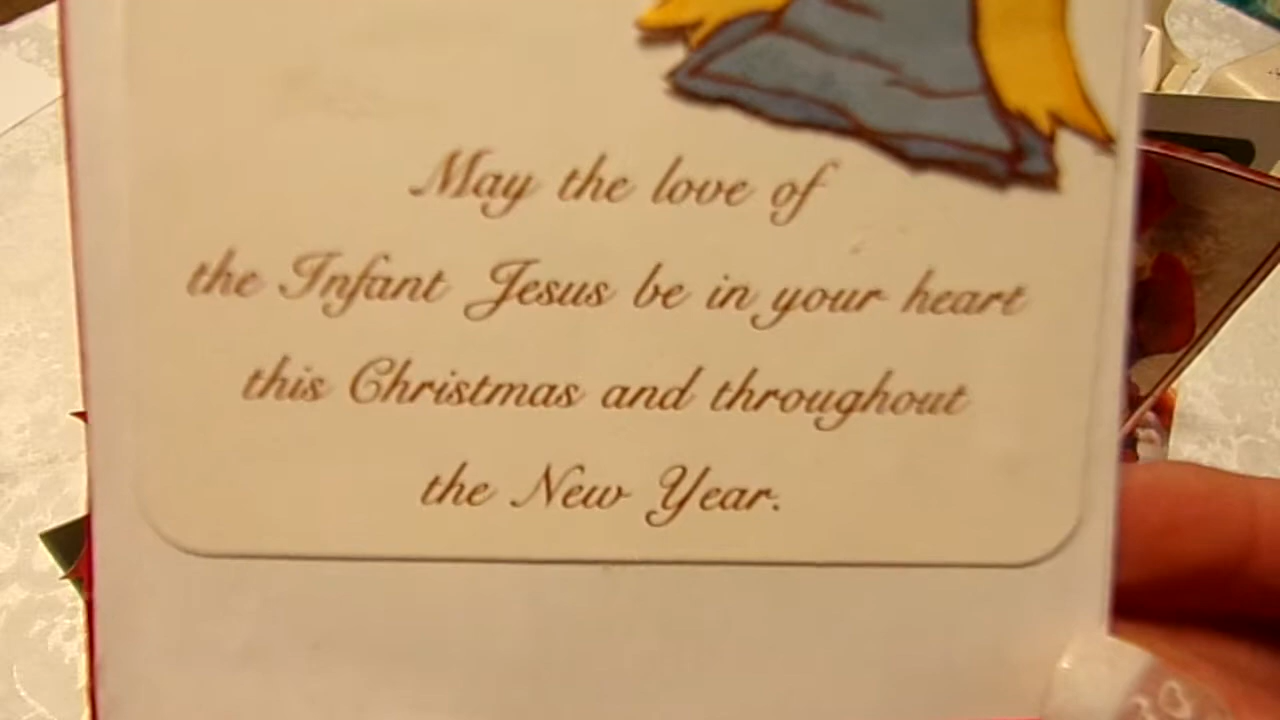 May the love of
the Infant Jesus be in your heart
this Christmas and throughout
the New Year.